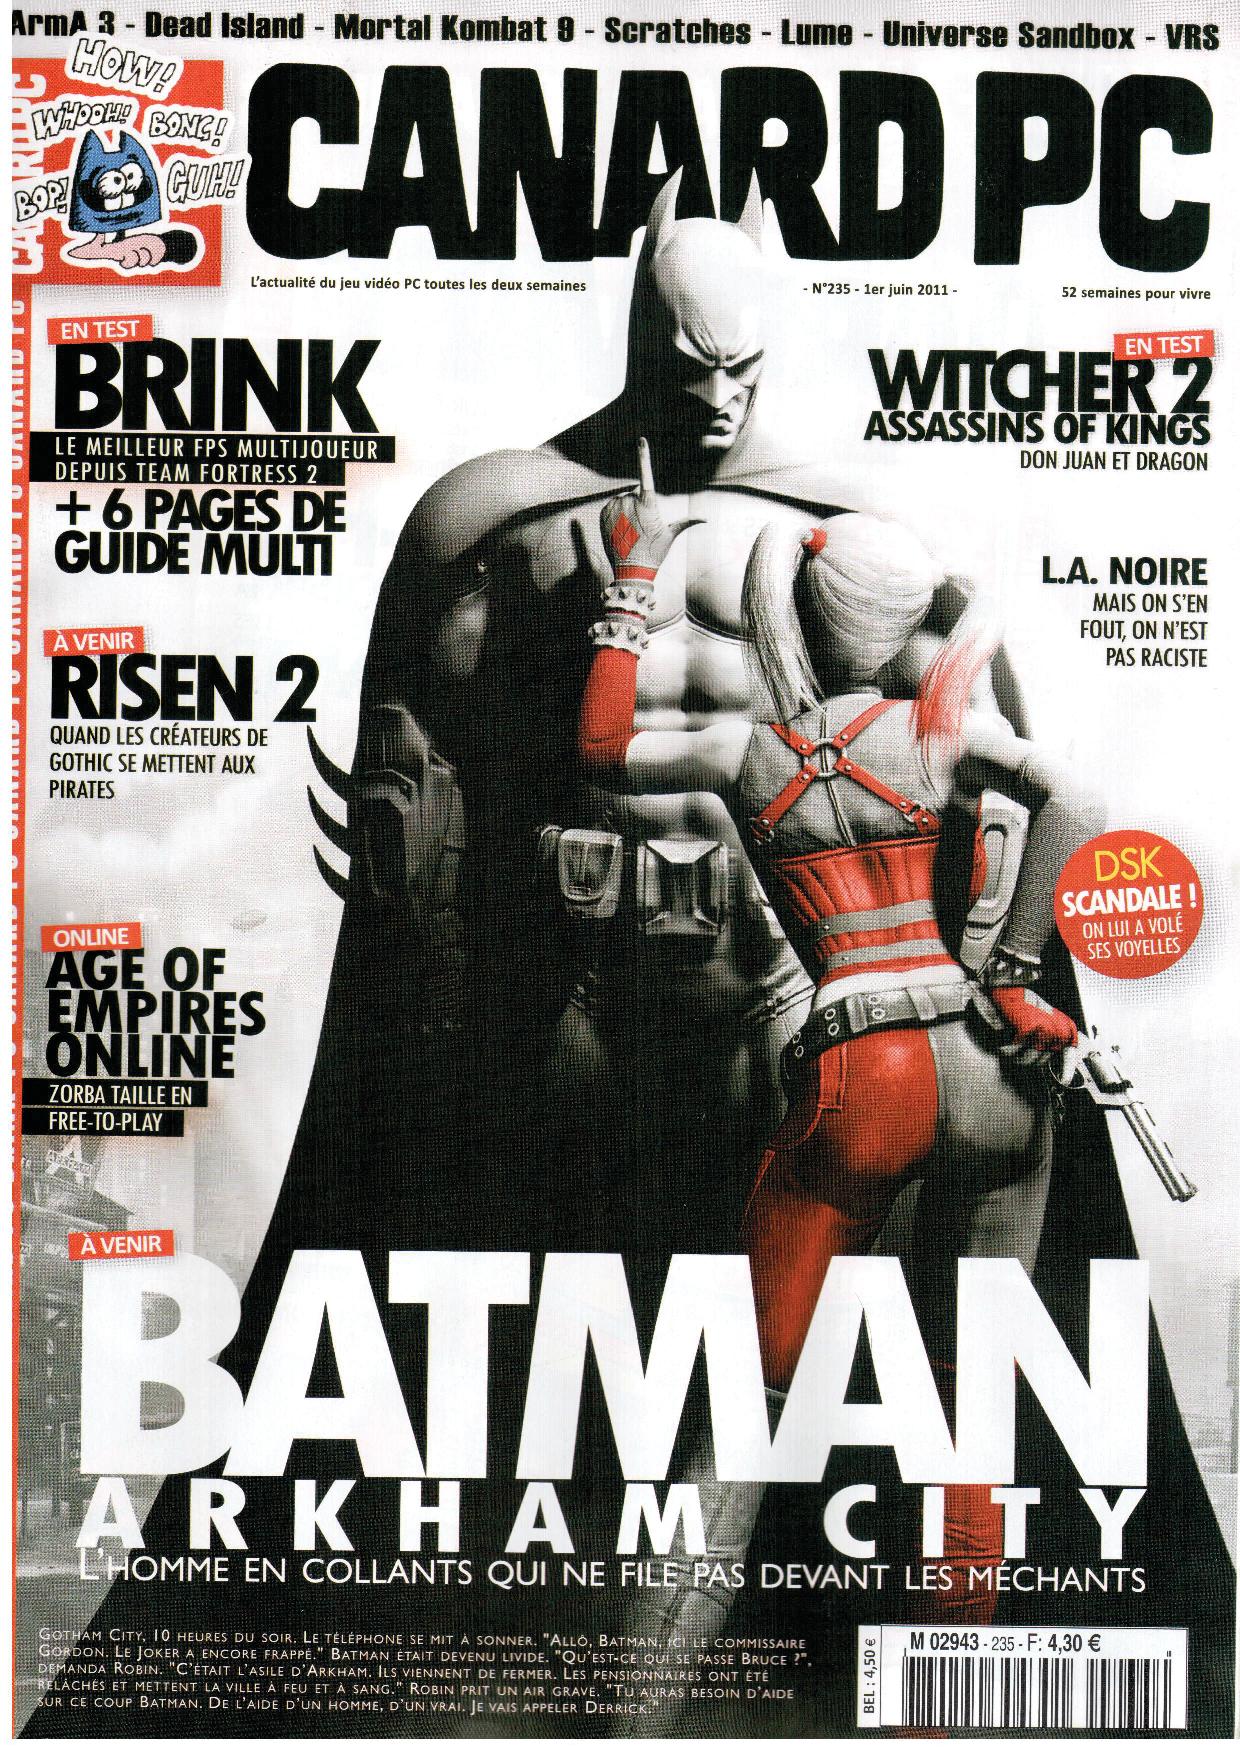 ArmA 3 - Dead Island - Mortal Kombat 9 - Scratches - Lume - Universe Sandbox - VRS
HOW!
WHOOH!
BONG!
BOP!
GUH!
CANARD PC
L'actualité du jeu vidéo PC toutes les deux semaines
- N°235 - 1er juin 2011 -
52 semaines pour vivre
EN TEST
BRINK
LE MEILLEUR FPS MULTIJOUEUR
DEPUIS TEAM FORTRESS 2
+ 6 PAGES DE
GUIDE MULTI
EN TEST
WITCHER 2
ASSASSINS OF KINGS
DON JUAN ET DRAGON
L.A. NOIRE
MAIS ON S'EN
FOUT, ON N'EST
PAS RACISTE
À VENIR
RISEN 2
QUAND LES CRÉATEURS DE
GOTHIC SE METTENT AUX
PIRATES
DSK
SCANDALE !
ON LUI A VOLÉ
SES VOYELLES
ONLINE
AGE OF
EMPIRES
ONLINE
ZORBA TAILLE EN
FREE-TO-PLAY
À VENIR
BATMAN
ARKHAM CITY
L'HOMME EN COLLANTS QUI NE FILE PAS DEVANT LES MÉCHANTS
GOTHAM CITY, 10 HEURES DU SOIR. LE TÉLÉPHONE SE MIT À SONNER. "ALLÔ, BATMAN, ICI LE COMMISSAIRE
GORDON. LE JOKER A ENCORE FRAPPÉ." BATMAN ÉTAIT DEVENU LIVIDE. "QU'EST-CE QUI SE PASSE BRUCE ?",
DEMANDA ROBIN. "C'ÉTAIT L'ASILE D'ARKHAM. ILS VIENNENT DE FERMER. LES PENSIONNAIRES ONT ÉTÉ
RELÂCHÉS ET METTENT LA VILLE À FEU ET À SANG." ROBIN PRIT UN AIR GRAVE. "TU AURAS BESOIN D'AIDE
SUR CE COUP BATMAN. DE L'AIDE D'UN HOMME, D'UN VRAI. JE VAIS APPELER DERRICK."
BEL : 4,50 €
M 02943 - 235 - F: 4,30 €